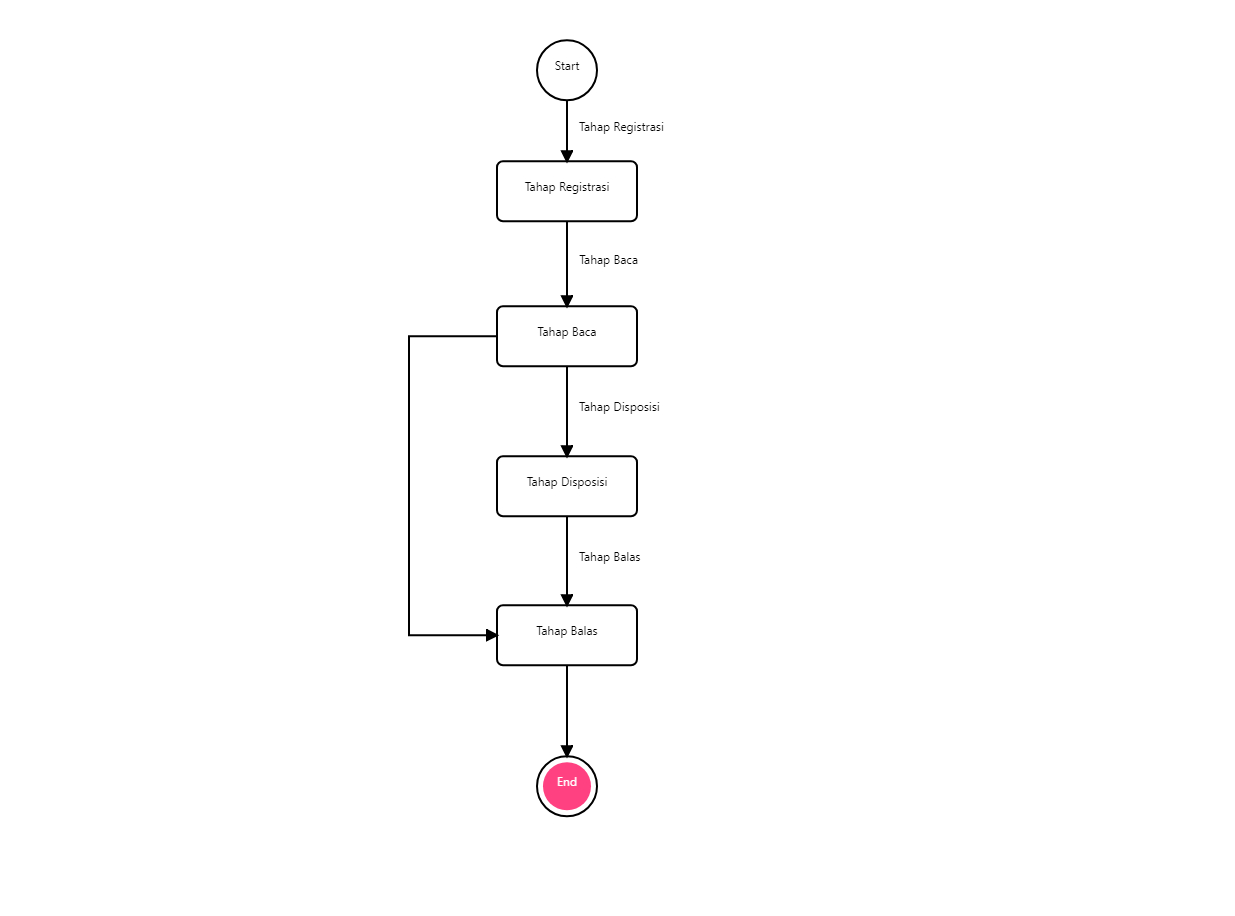 Start
Tahap Registrasi
Tahap Registrasi
Tahap Baca
Tahap Baca
Tahap Disposisi
Tahap Disposisi
Tahap Balas
Tahap Balas
End